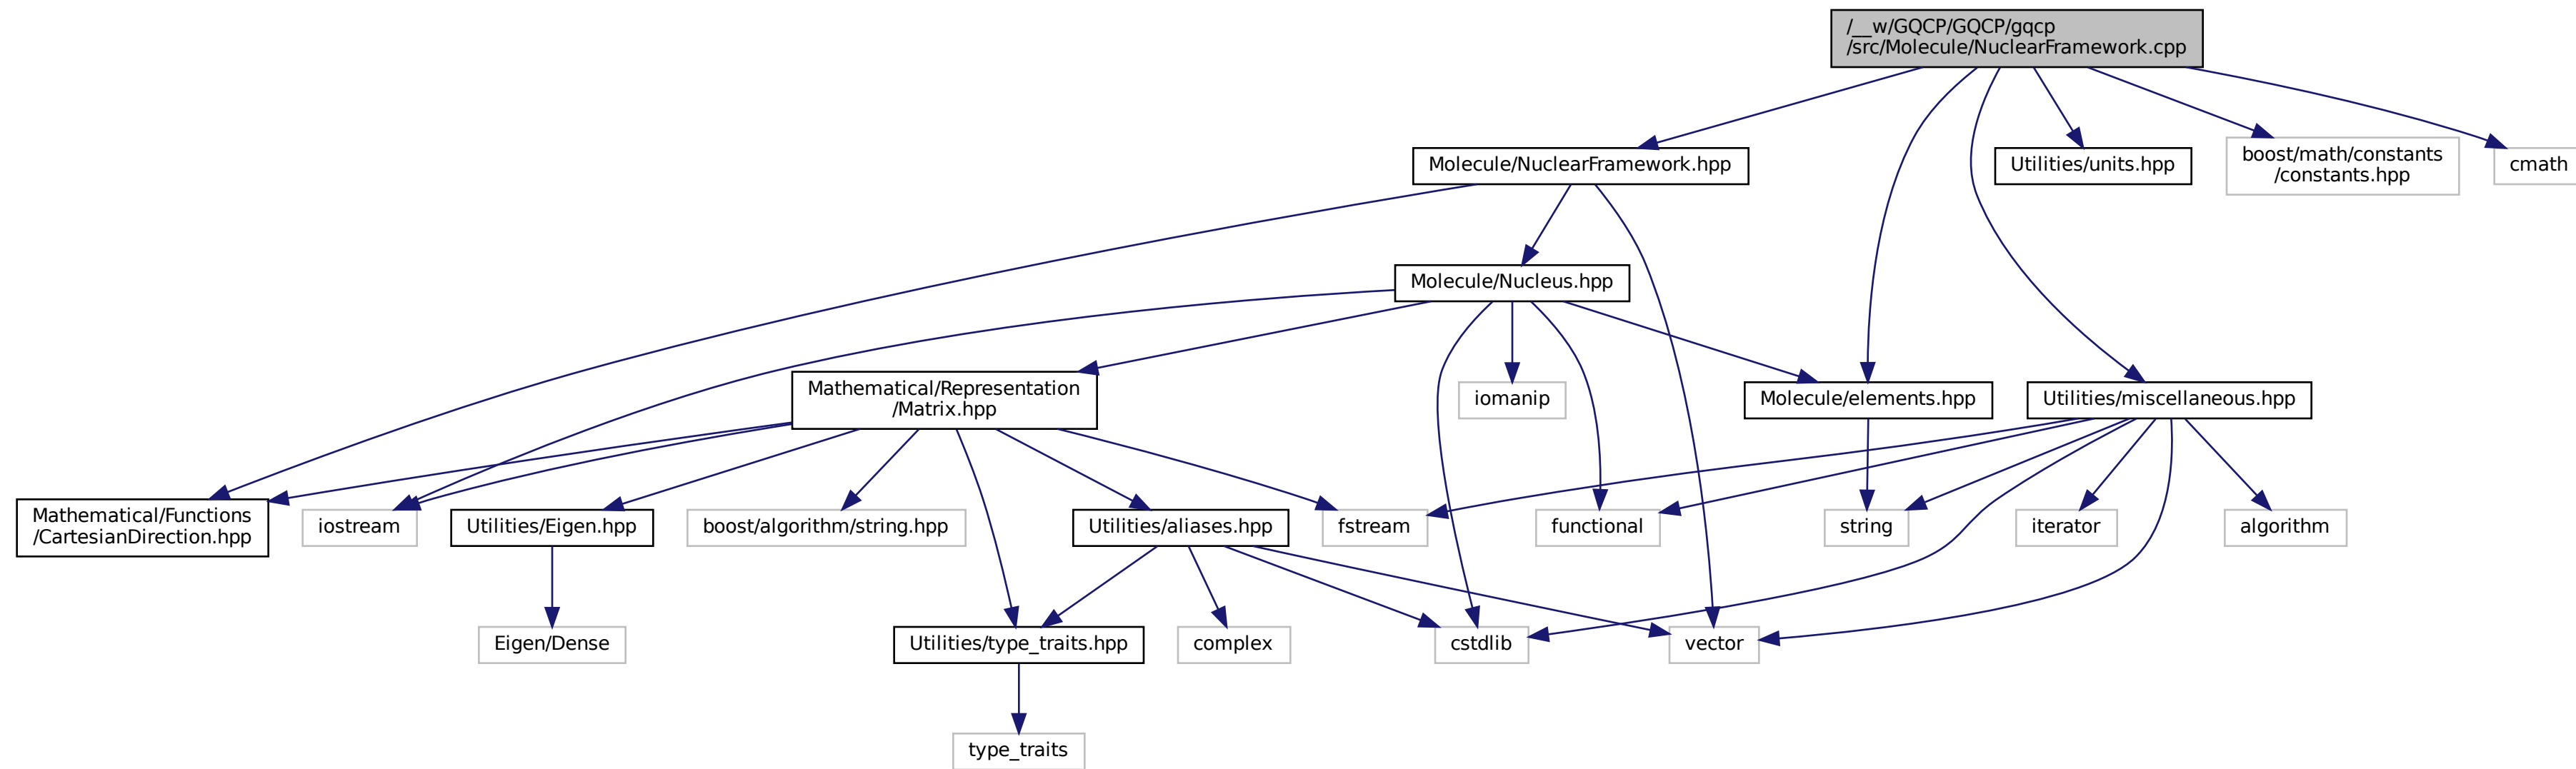 /__w/GQCP/GQCP/gqcp
/src/Molecule/NuclearFramework.cpp
Molecule/NuclearFramework.hpp
Utilities/units.hpp
boost/math/constants
/constants.hpp
cmath
Molecule/Nucleus.hpp
Mathematical/Representation
/Matrix.hpp
iomanip
Molecule/elements.hpp
Utilities/miscellaneous.hpp
Mathematical/Functions
/CartesianDirection.hpp
iostream
Utilities/Eigen.hpp
boost/algorithm/string.hpp
Utilities/aliases.hpp
fstream
functional
string
iterator
algorithm
Eigen/Dense
Utilities/type_traits.hpp
complex
cstdlib
vector
type_traits